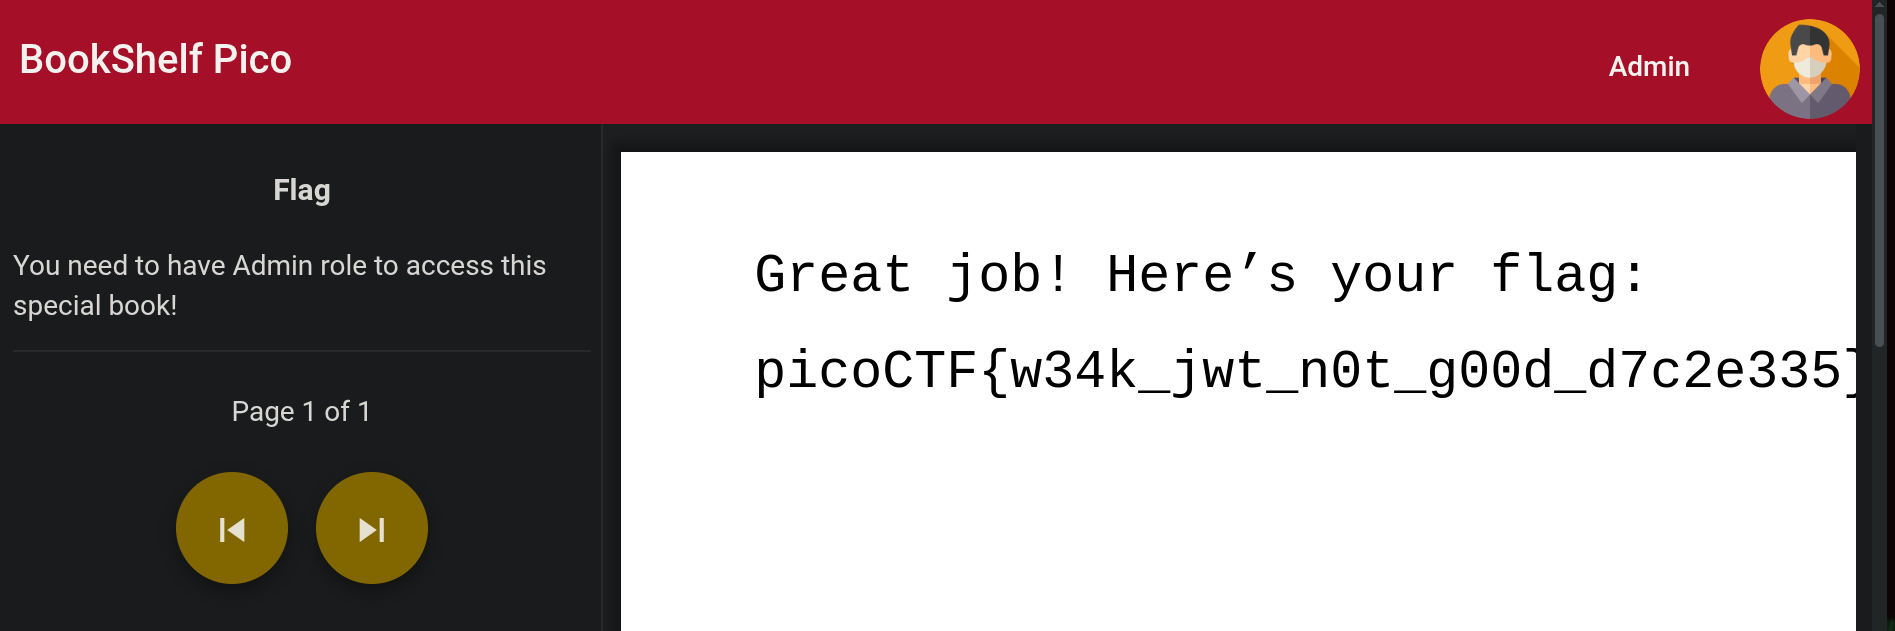 BookShelf Pico
Admin
Flag
You need to have Admin role to access this
special book!
Page 1 of 1
Great job! Here’s your flag:
picoCTF{w34k_jwt_n0t_g00d_d7c2e335}